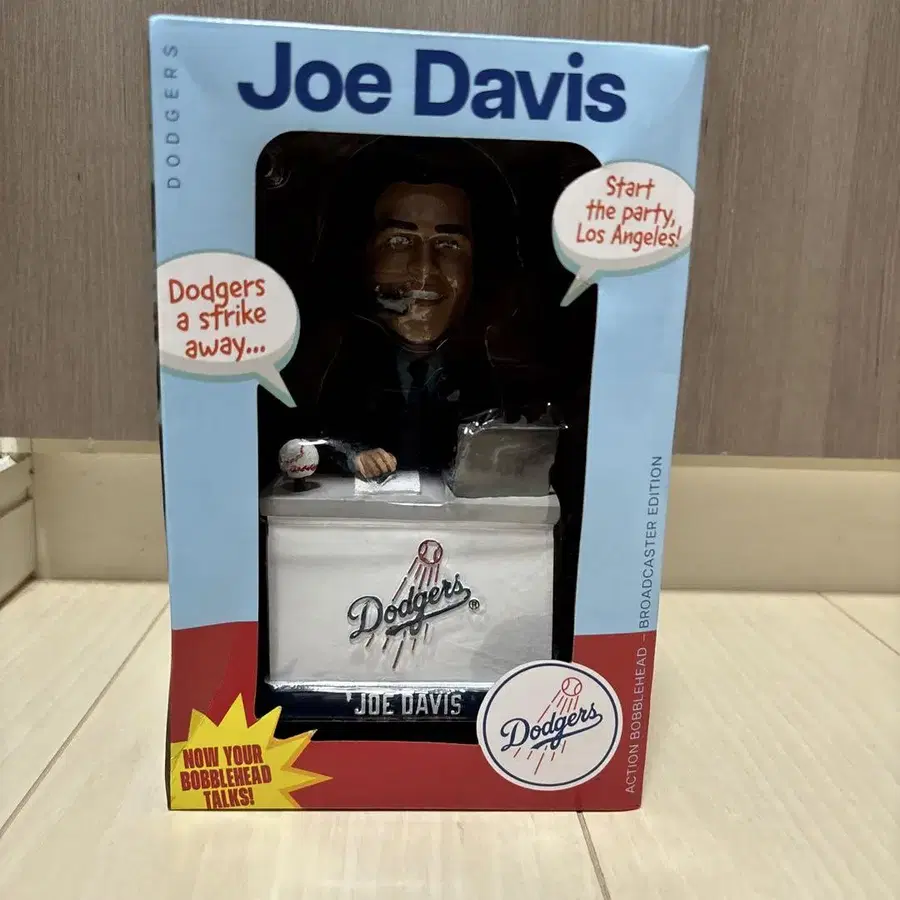 DODGERS
Joe Davis
Start
the party,
Los Angeles!
Dodgers
a strike
away...
Dodgers®
JOE DAVIS
Dodgers
NOW YOUR
BOBBLEHEAD
TALKS!
ACTION BOBBLEHEAD – BROADCASTER EDITION